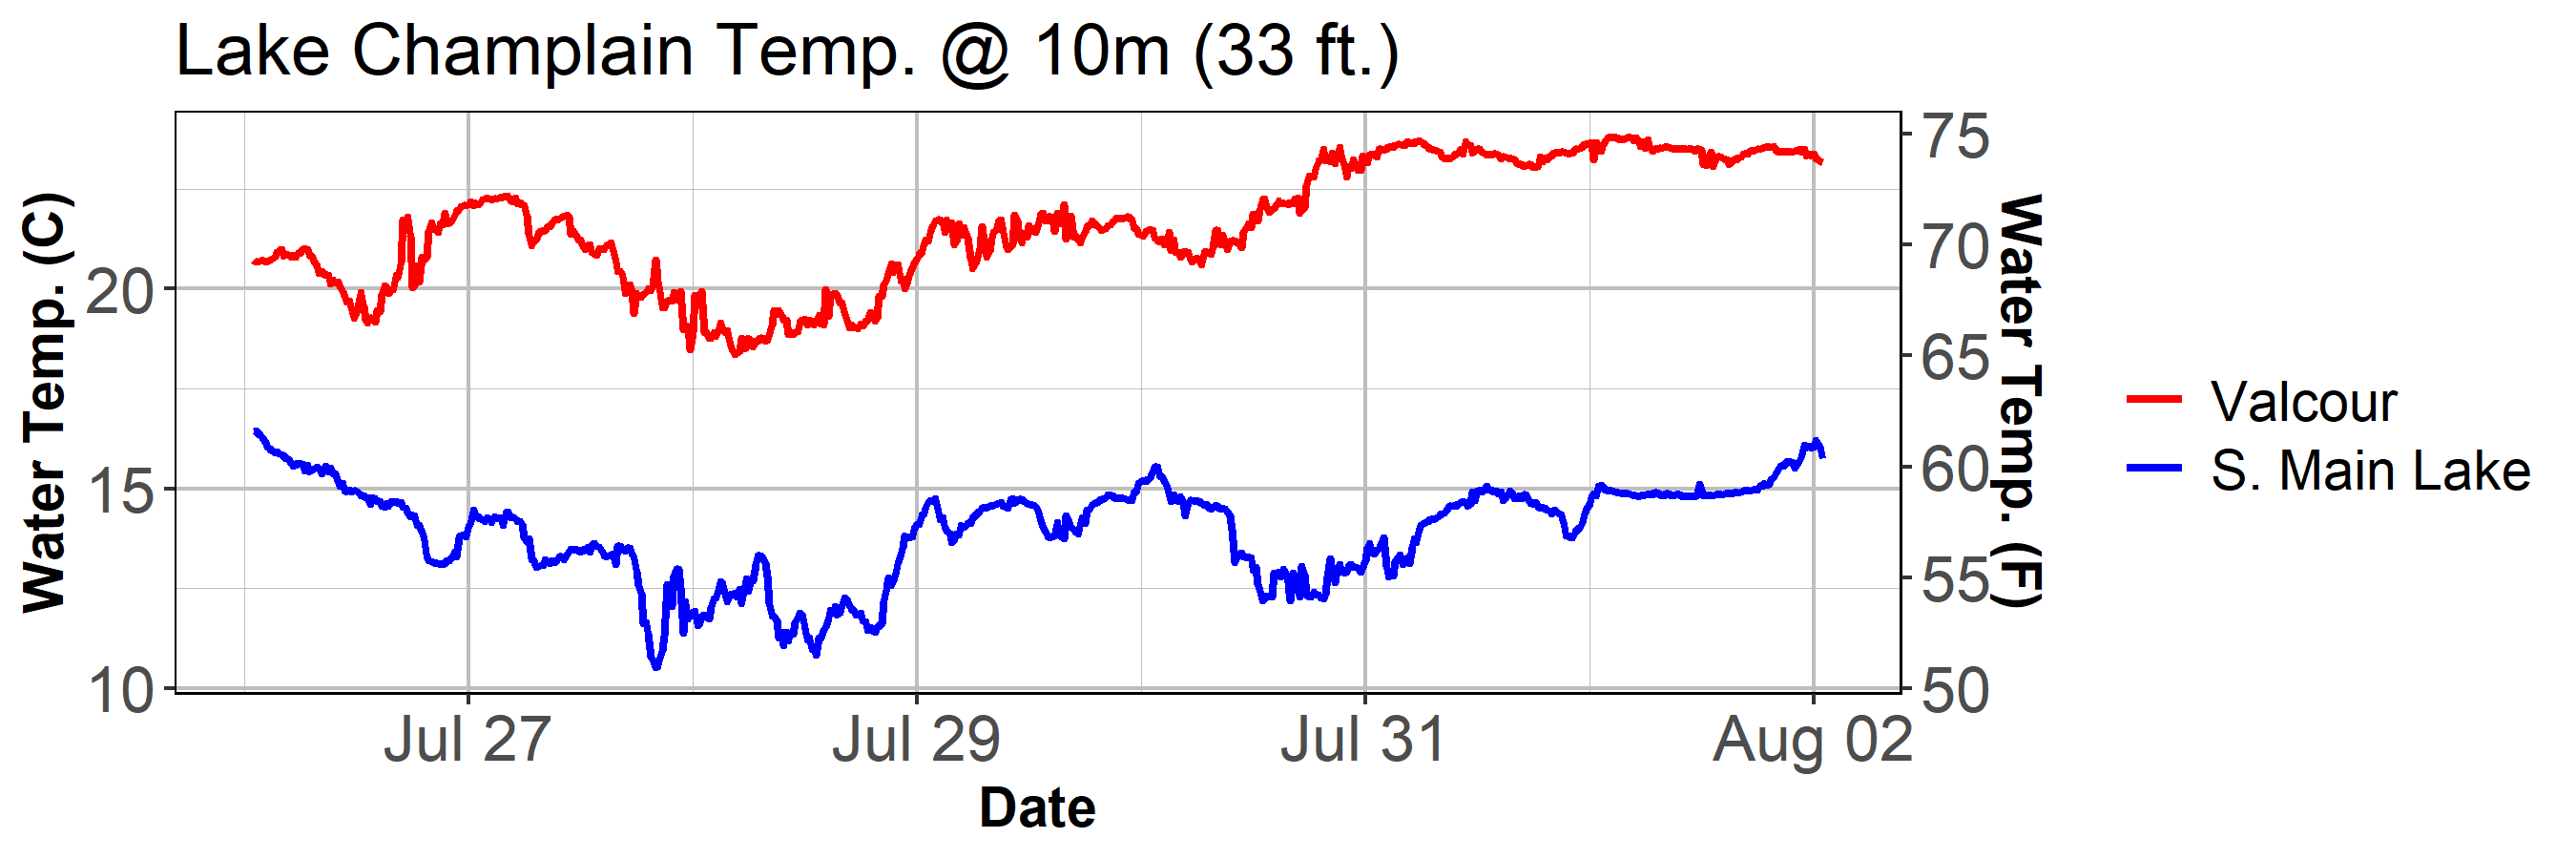 Lake Champlain Temp. @ 10m (33 ft.)
Water Temp. (C)
20
15
10
75
70
65
60
55
50
Water Temp. (F)
Jul 27
Jul 29
Jul 31
Aug 02
Date
Valcour
S. Main Lake